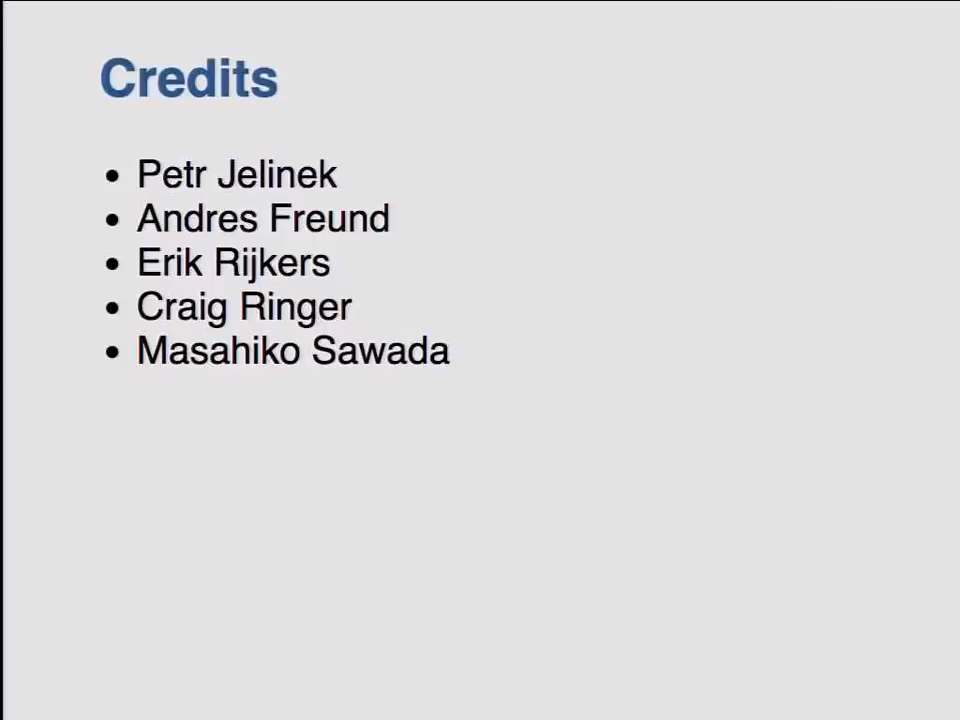 Credits
• Petr Jelinek
• Andres Freund
• Erik Rijkers
• Craig Ringer
• Masahiko Sawada